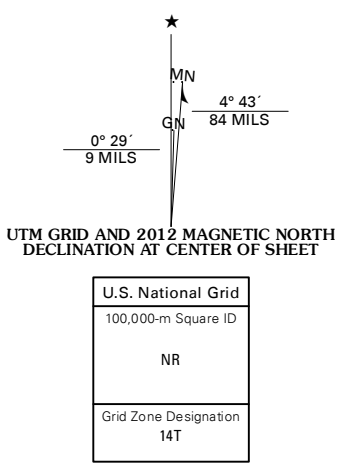 ★
MN
4° 43´
84 MILS
GN
0° 29´
9 MILS
UTM GRID AND 2012 MAGNETIC NORTH
DECLINATION AT CENTER OF SHEET
U.S. National Grid
100,000-m Square ID
NR
Grid Zone Designation
14T